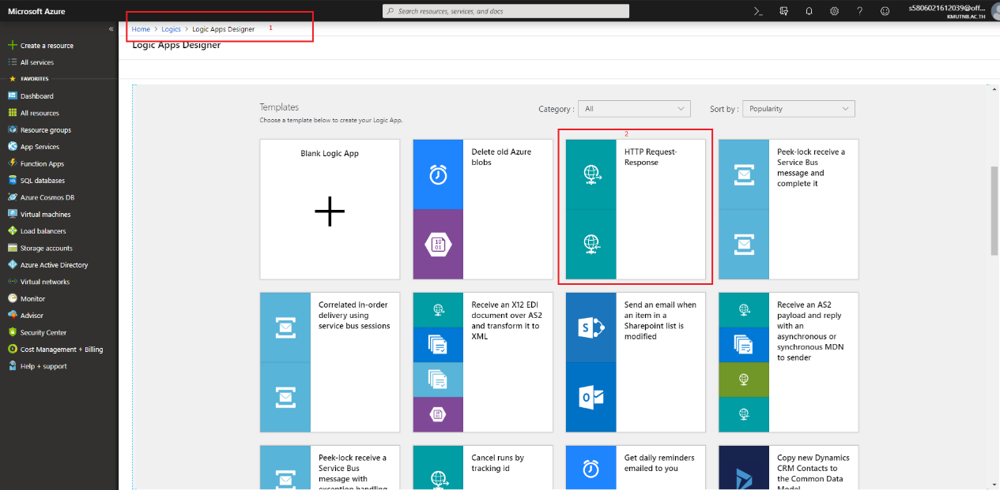 Microsoft Azure
Search resources, services, and docs
s5806021612039@off...
KMUTNB.AC.TH
Home > Logics > Logic Apps Designer
1
Logic Apps Designer
«
Create a resource
All services
FAVORITES
Dashboard
All resources
Resource groups
App Services
Function Apps
SQL databases
Azure Cosmos DB
Virtual machines
Load balancers
Storage accounts
Azure Active Directory
Virtual networks
Monitor
Advisor
Security Center
Cost Management + Billing
Help + support
Templates
Choose a template below to create your Logic App.
Category : All
Sort by : Popularity
Blank Logic App
Delete old Azure
blobs
10
01
2
HTTP Request-
Response
Peek-lock receive a
Service Bus
message and
complete it
Correlated in-order
delivery using
service bus sessions
Receive an X12 EDI
document over AS2
and transform it to
XML
Send an email when
an item in a
Sharepoint list is
modified
Receive an AS2
payload and reply
with an
asynchronous or
synchronous MDN
to sender
Peek-lock receive a
Service Bus
message with
exception handling
Cancel runs by
tracking id
Get daily reminders
emailed to you
Copy new Dynamics
CRM Contacts to
the Common Data
Model